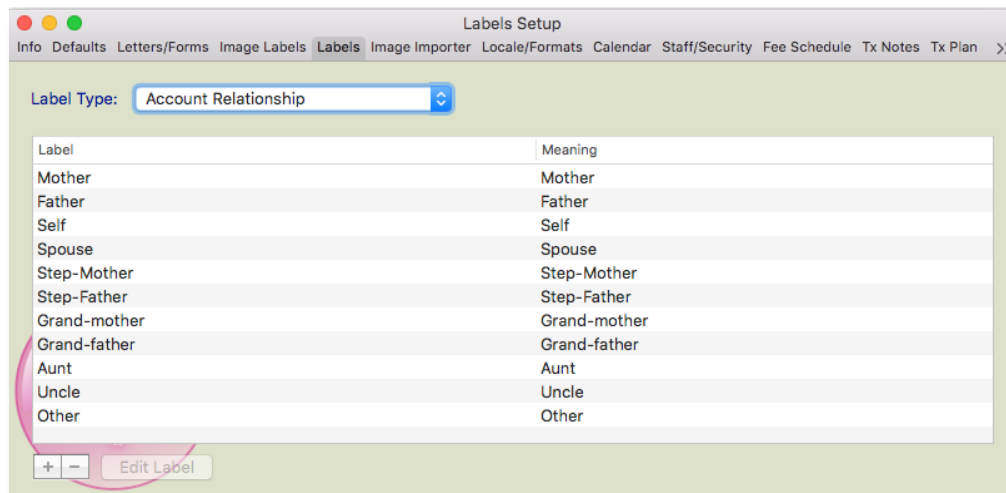 Labels Setup
Info Defaults Letters/Forms Image Labels Labels Image Importer Locale/Formats Calendar Staff/Security Fee Schedule Tx Notes Tx Plan >>
Label Type: Account Relationship
Label Meaning
Mother Mother
Father Father
Self Self
Spouse Spouse
Step-Mother Step-Mother
Step-Father Step-Father
Grand-mother Grand-mother
Grand-father Grand-father
Aunt Aunt
Uncle Uncle
Other Other
+ − Edit Label